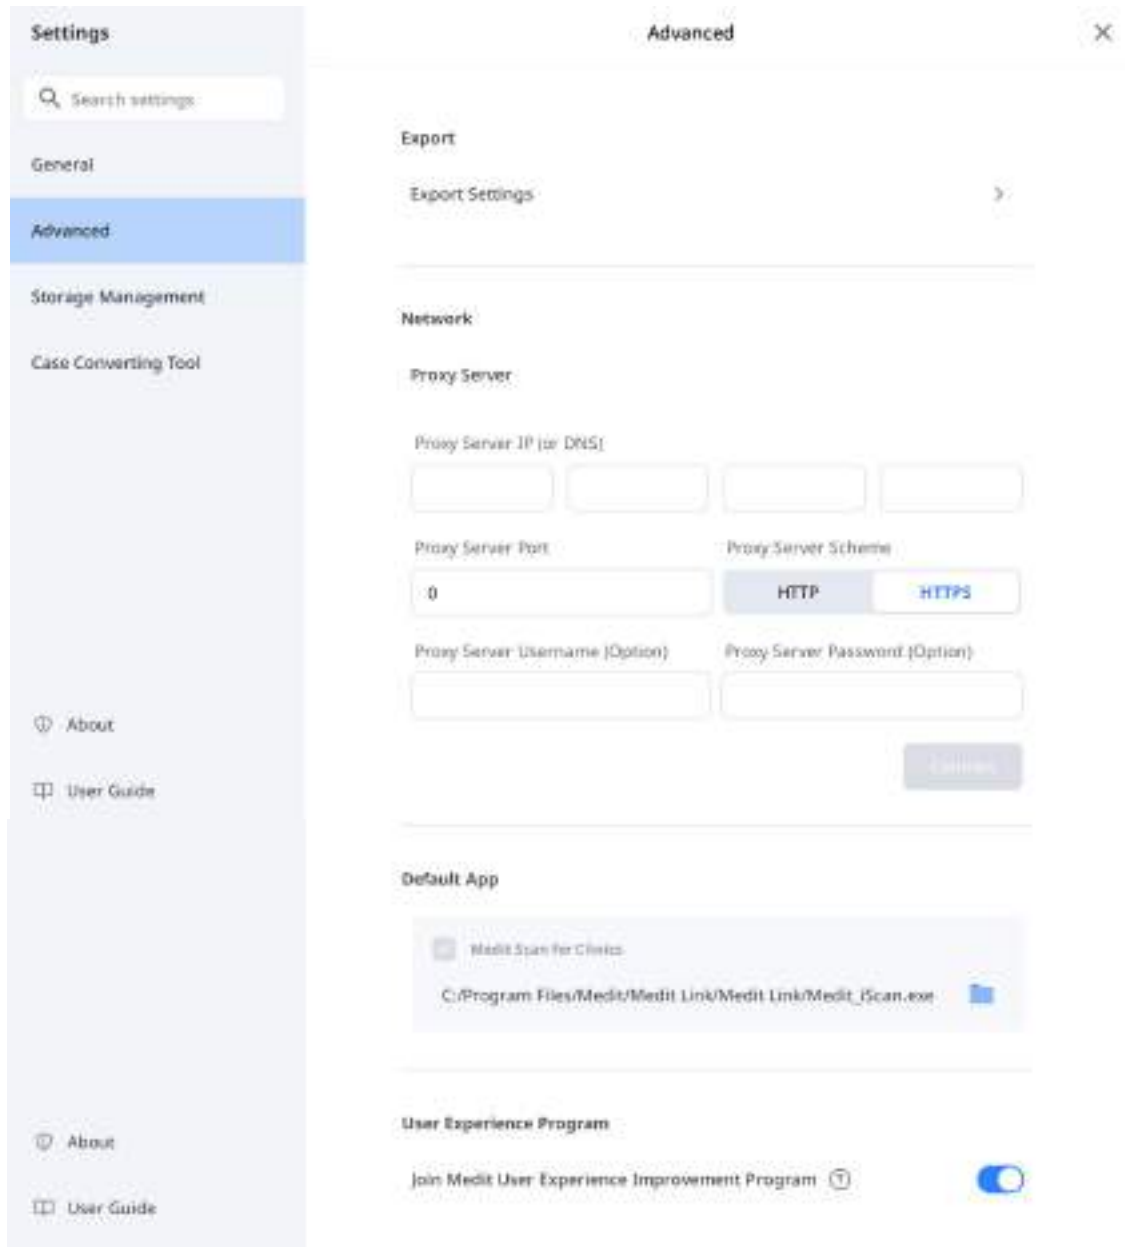 Settings
Search settings
General
Advanced
Storage Management
Case Converting Tool
About
User Guide
About
User Guide
Advanced
Export
Export Settings
Network
Proxy Server
Proxy Server IP (or DNS)
Proxy Server Port
Proxy Server Scheme
0
HTTP
HTTPS
Proxy Server Username (Option)
Proxy Server Password (Option)
Default App
Medit Scan for Clinics
C:/Program Files/Medit/Medit Link/Medit Link/Medit_iScan.exe
User Experience Program
Join Medit User Experience Improvement Program